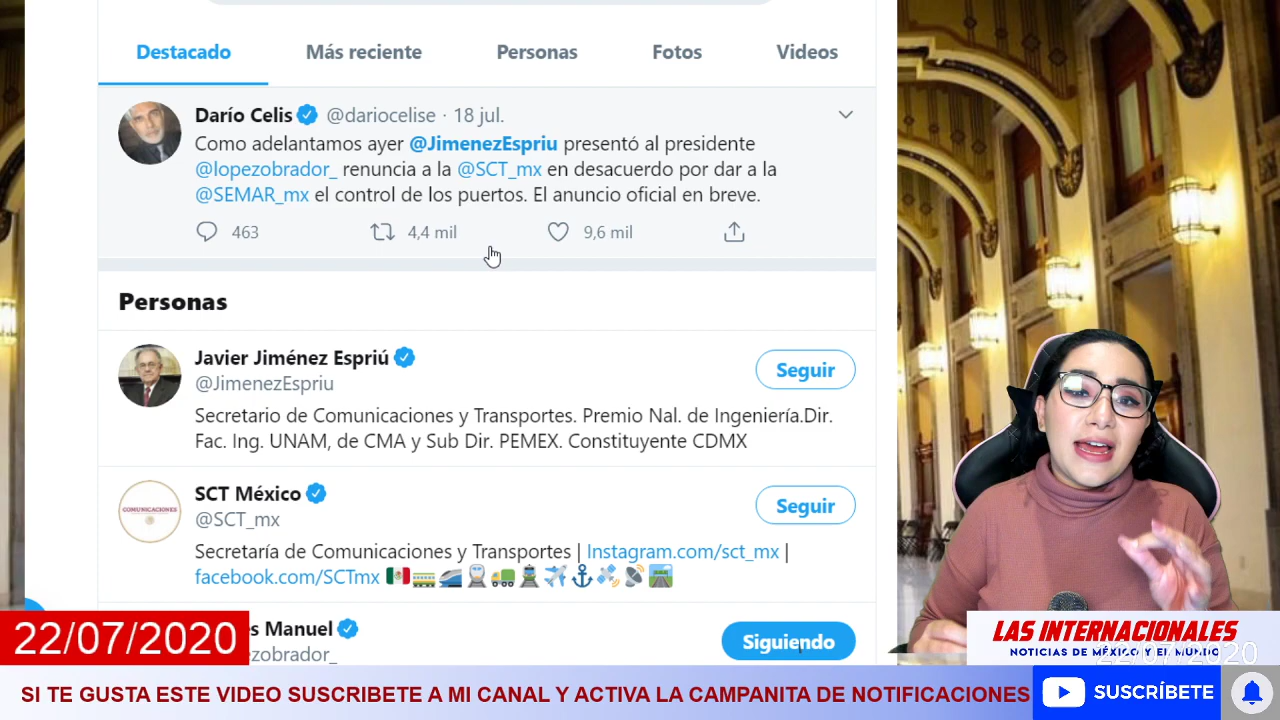 Destacado Más reciente Personas Fotos Videos
Darío Celis @dariocelise · 18 jul.
Como adelantamos ayer @JimenezEspriu presentó al presidente
@lopezobrador_ renuncia a la @SCT_mx en desacuerdo por dar a la
@SEMAR_mx el control de los puertos. El anuncio oficial en breve.
463 4,4 mil 9,6 mil
Personas
Javier Jiménez Espriú
@JimenezEspriu
Seguir
Secretario de Comunicaciones y Transportes. Premio Nal. de Ingeniería.Dir.
Fac. Ing. UNAM, de CMA y Sub Dir. PEMEX. Constituyente CDMX
COMUNICACIONES
SCT México
@SCT_mx
Seguir
Secretaría de Comunicaciones y Transportes | Instagram.com/sct_mx |
facebook.com/SCTmx
s Manuel
ezobrador_
Siguiendo
22/07/2020
LAS INTERNACIONALES
NOTICIAS DE MÉXICO Y EL MUNDO
22/07/2020
SI TE GUSTA ESTE VIDEO SUSCRIBETE A MI CANAL Y ACTIVA LA CAMPANITA DE NOTIFICACIONES
SUSCRÍBETE